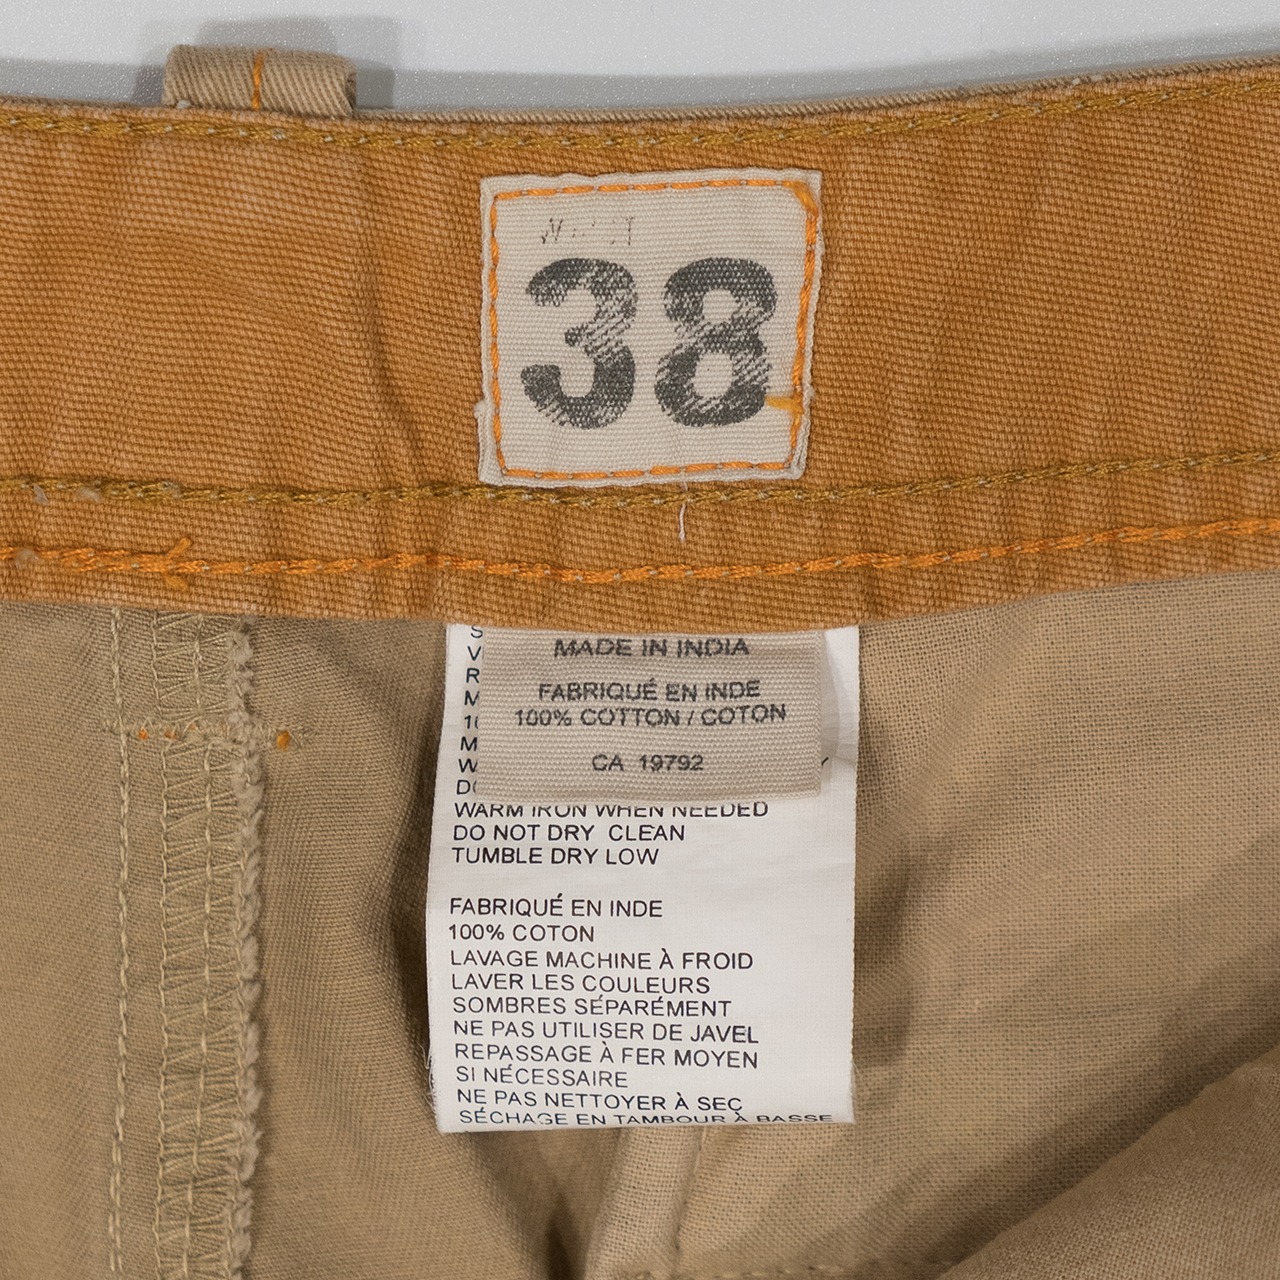 38
MADE IN INDIA
FABRIQUÉ EN INDE
100% COTTON / COTON
CA 19792
WARM IRON WHEN NEEDED
DO NOT DRY CLEAN
TUMBLE DRY LOW
FABRIQUÉ EN INDE
100% COTON
LAVAGE MACHINE À FROID
LAVER LES COULEURS
SOMBRES SÉPARÉMENT
NE PAS UTILISER DE JAVEL
REPASSAGE À FER MOYEN
SI NÉCESSAIRE
NE PAS NETTOYER À SEC
SÉCHAGE EN TAMBOUR À BASSE